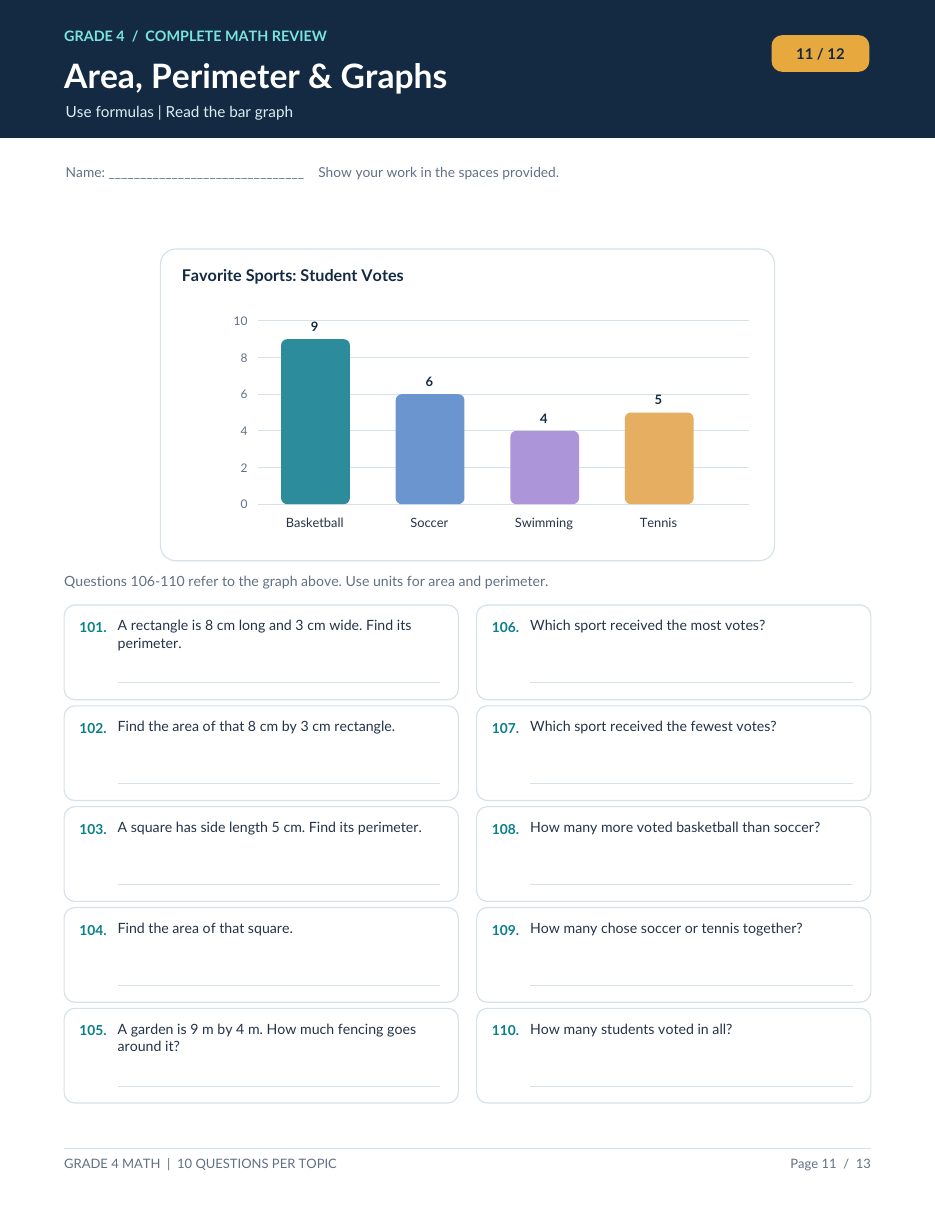 GRADE 4 / COMPLETE MATH REVIEW
11 / 12
Area, Perimeter & Graphs
Use formulas | Read the bar graph
Name: ______________________________ Show your work in the spaces provided.
Favorite Sports: Student Votes
10
9
8
6
6
5
4
4
2
0
Basketball Soccer Swimming Tennis
Questions 106-110 refer to the graph above. Use units for area and perimeter.
101. A rectangle is 8 cm long and 3 cm wide. Find its
perimeter.
102. Find the area of that 8 cm by 3 cm rectangle.
103. A square has side length 5 cm. Find its perimeter.
104. Find the area of that square.
105. A garden is 9 m by 4 m. How much fencing goes
around it?
106. Which sport received the most votes?
107. Which sport received the fewest votes?
108. How many more voted basketball than soccer?
109. How many chose soccer or tennis together?
110. How many students voted in all?
GRADE 4 MATH | 10 QUESTIONS PER TOPIC
Page 11 / 13